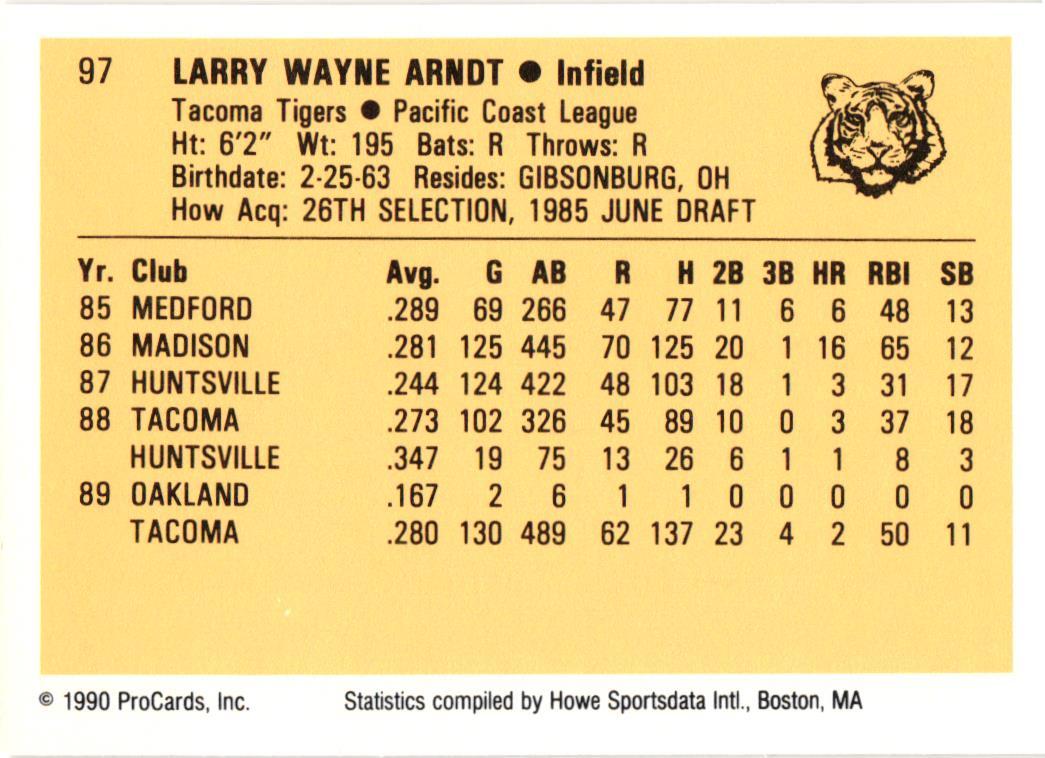 97 LARRY WAYNE ARNDT ● Infield
Tacoma Tigers ● Pacific Coast League
Ht: 6'2" Wt: 195 Bats: R Throws: R
Birthdate: 2-25-63 Resides: GIBSONBURG, OH
How Acq: 26TH SELECTION, 1985 JUNE DRAFT
Yr. Club Avg. G AB R H 2B 3B HR RBI SB
85 MEDFORD .289 69 266 47 77 11 6 6 48 13
86 MADISON .281 125 445 70 125 20 1 16 65 12
87 HUNTSVILLE .244 124 422 48 103 18 1 3 31 17
88 TACOMA .273 102 326 45 89 10 0 3 37 18
HUNTSVILLE .347 19 75 13 26 6 1 1 8 3
89 OAKLAND .167 2 6 1 1 0 0 0 0 0
TACOMA .280 130 489 62 137 23 4 2 50 11
© 1990 ProCards, Inc. Statistics compiled by Howe Sportsdata Intl., Boston, MA